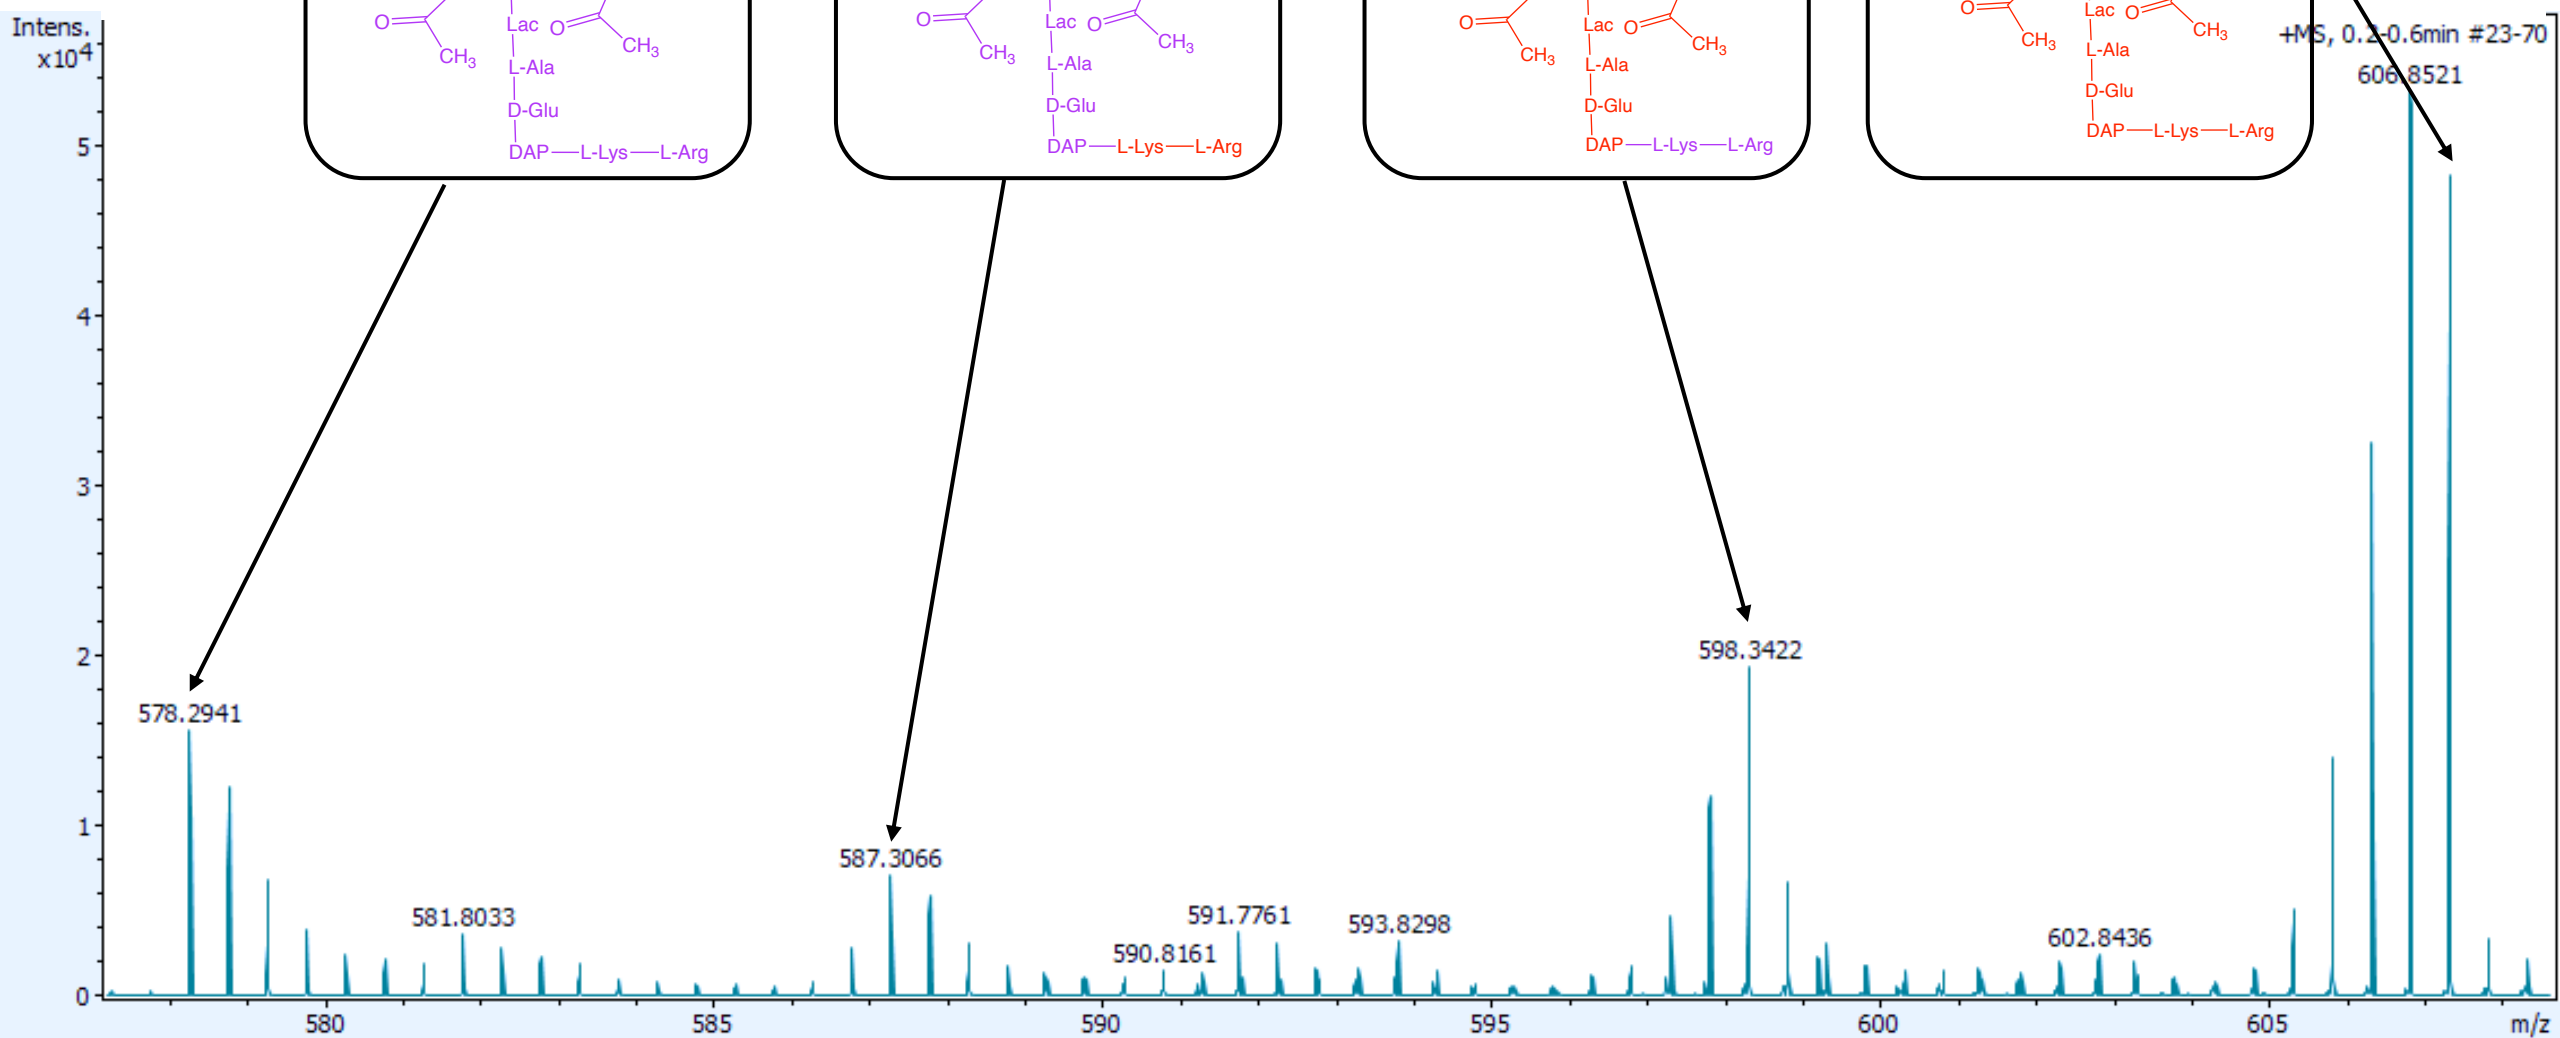 Intens.
x10⁴
+MS, 0.2-0.6min #23-70
O
CH₃
Lac
O
CH₃
L-Ala
D-Glu
DAP—L-Lys—L-Arg
O
CH₃
Lac
O
CH₃
L-Ala
D-Glu
DAP—L-Lys—L-Arg
O
CH₃
Lac
O
CH₃
L-Ala
D-Glu
DAP—L-Lys—L-Arg
O
CH₃
Lac
O
CH₃
L-Ala
D-Glu
DAP—L-Lys—L-Arg
606.8521
5
4
3
2
1
0
578.2941
581.8033
587.3066
590.8161
591.7761
593.8298
598.3422
602.8436
580
585
590
595
600
605
m/z